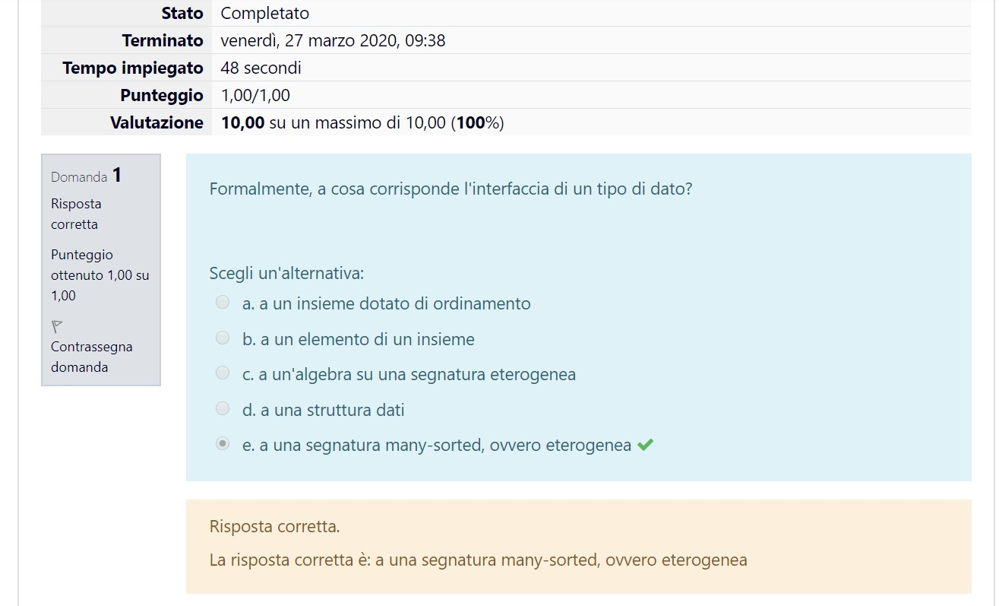 Stato Completato
Terminato venerdì, 27 marzo 2020, 09:38
Tempo impiegato 48 secondi
Punteggio 1,00/1,00
Valutazione 10,00 su un massimo di 10,00 (100%)
Domanda 1
Risposta
corretta
Punteggio
ottenuto 1,00 su
1,00
Contrassegna
domanda
Formalmente, a cosa corrisponde l'interfaccia di un tipo di dato?
Scegli un'alternativa:
a. a un insieme dotato di ordinamento
b. a un elemento di un insieme
c. a un'algebra su una segnatura eterogenea
d. a una struttura dati
e. a una segnatura many-sorted, ovvero eterogenea
Risposta corretta.
La risposta corretta è: a una segnatura many-sorted, ovvero eterogenea